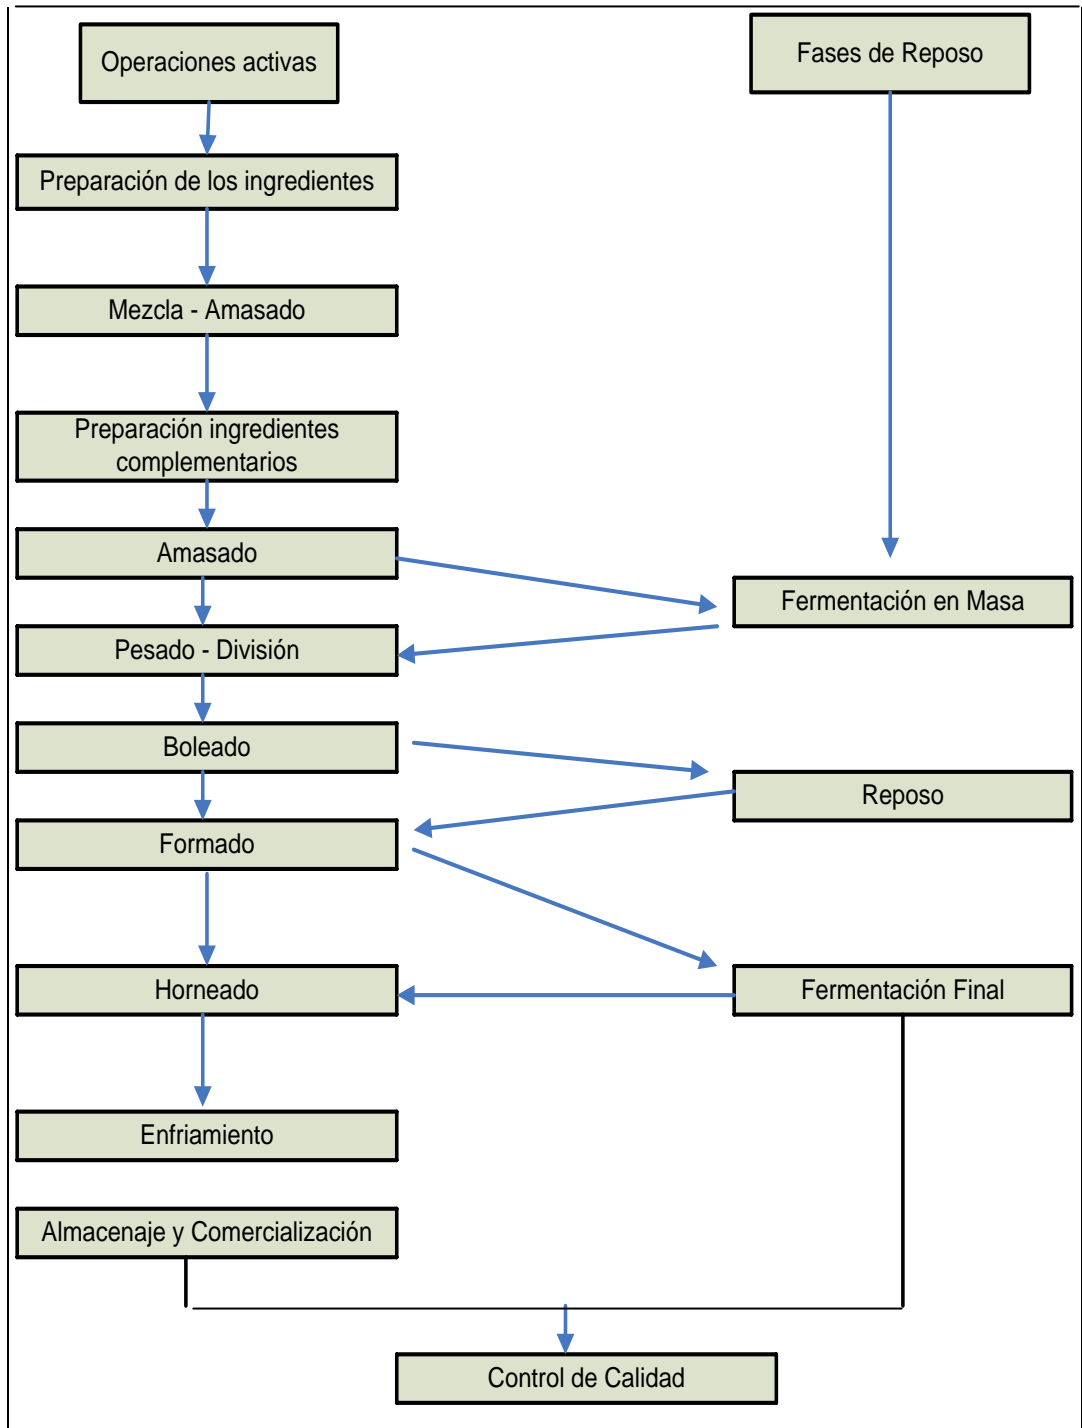 Operaciones activas
Fases de Reposo
Preparación de los ingredientes
Mezcla - Amasado
Preparación ingredientes
complementarios
Amasado
Fermentación en Masa
Pesado - División
Boleado
Reposo
Formado
Horneado
Fermentación Final
Enfriamiento
Almacenaje y Comercialización
Control de Calidad